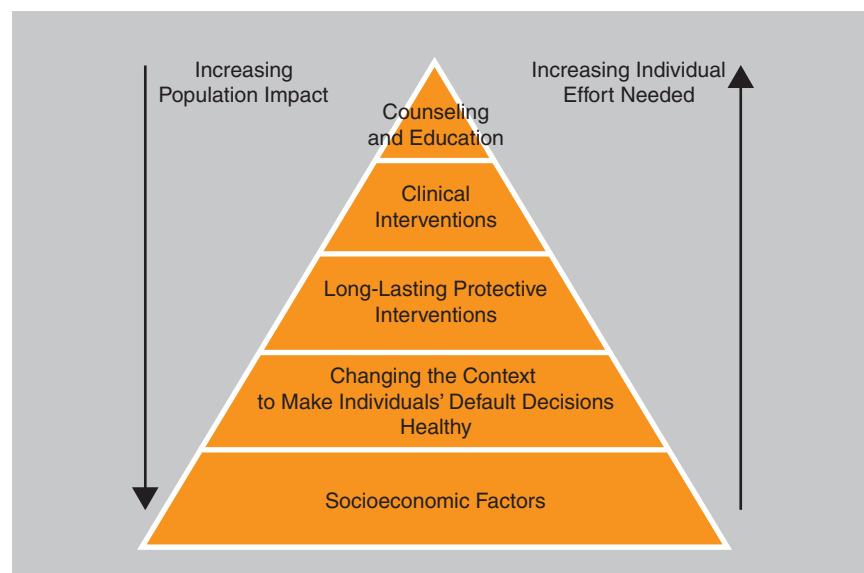 Increasing
Population Impact
Increasing Individual
Effort Needed
Counseling
and Education
Clinical
Interventions
Long-Lasting Protective
Interventions
Changing the Context
to Make Individuals’ Default Decisions
Healthy
Socioeconomic Factors